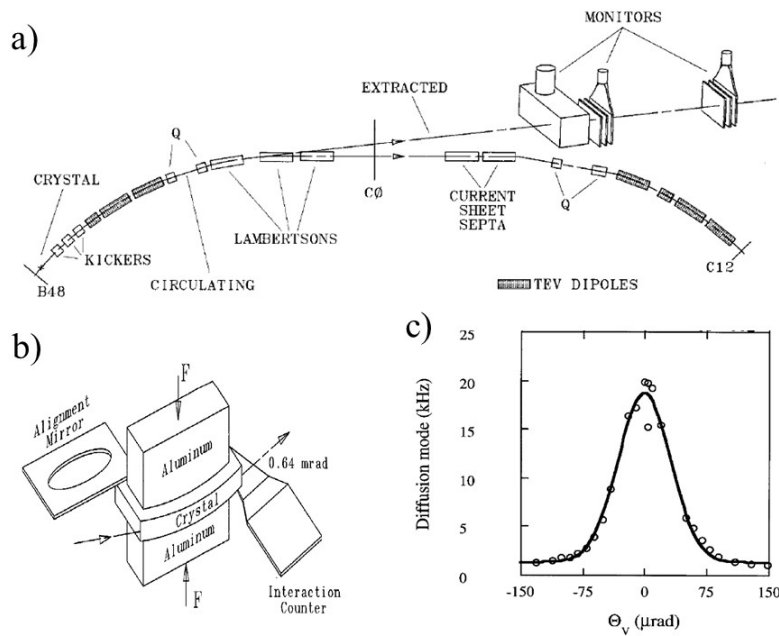 a)
MONITORS
EXTRACTED
Q
CRYSTAL
CØ
CURRENT
SHEET
SEPTA
Q
LAMBERTSONS
KICKERS
C12
B48
CIRCULATING
TEV DIPOLES
b)
F
Alignment
Mirror
Aluminum
0.64 mrad
Crystal
Aluminum
F
Interaction
Counter
c)
25
20
15
10
5
0
Diffusion mode (kHz)
-150
-75
0
75
150
Θv (μrad)